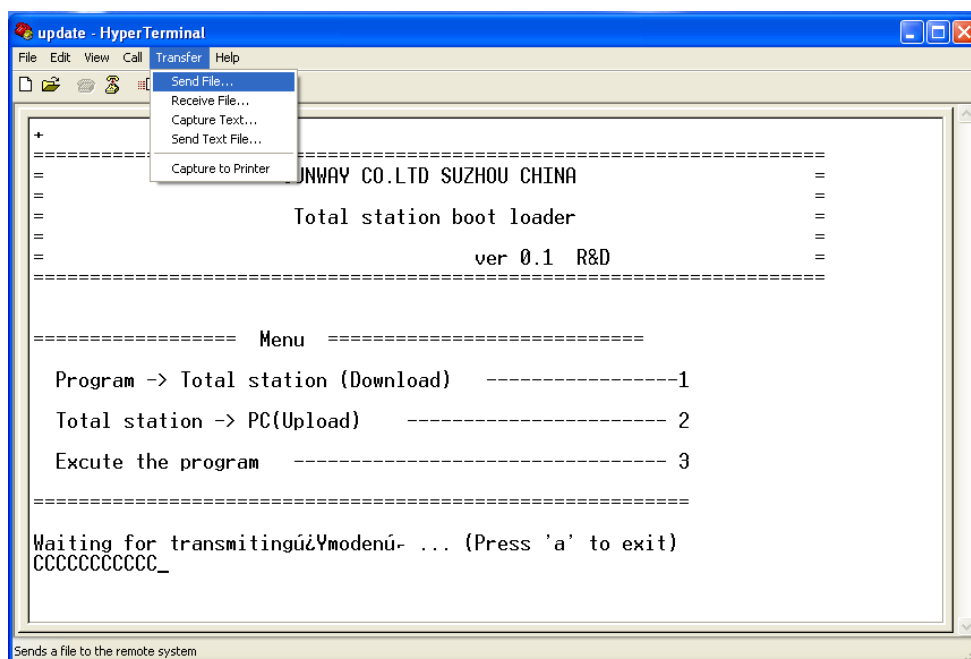 update - HyperTerminal
File Edit View Call Transfer Help
Send File...
Receive File...
Capture Text...
Send Text File...
Capture to Printer
+
======================================================================
= UNWAY CO.LTD SUZHOU CHINA =
= =
= Total station boot loader =
= =
= ver 0.1 R&D =
======================================================================
================== Menu ============================
Program -> Total station (Download) -----------------1
Total station -> PC(Upload) ----------------------- 2
Excute the program --------------------------------- 3
==========================================================
Waiting for transmitingú¿Ymodenú⌐ ... (Press 'a' to exit)
CCCCCCCCCCC_
Sends a file to the remote system